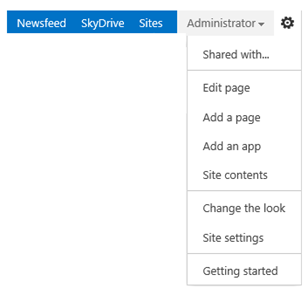 Newsfeed SkyDrive Sites Administrator
Shared with...
Edit page
Add a page
Add an app
Site contents
Change the look
Site settings
Getting started